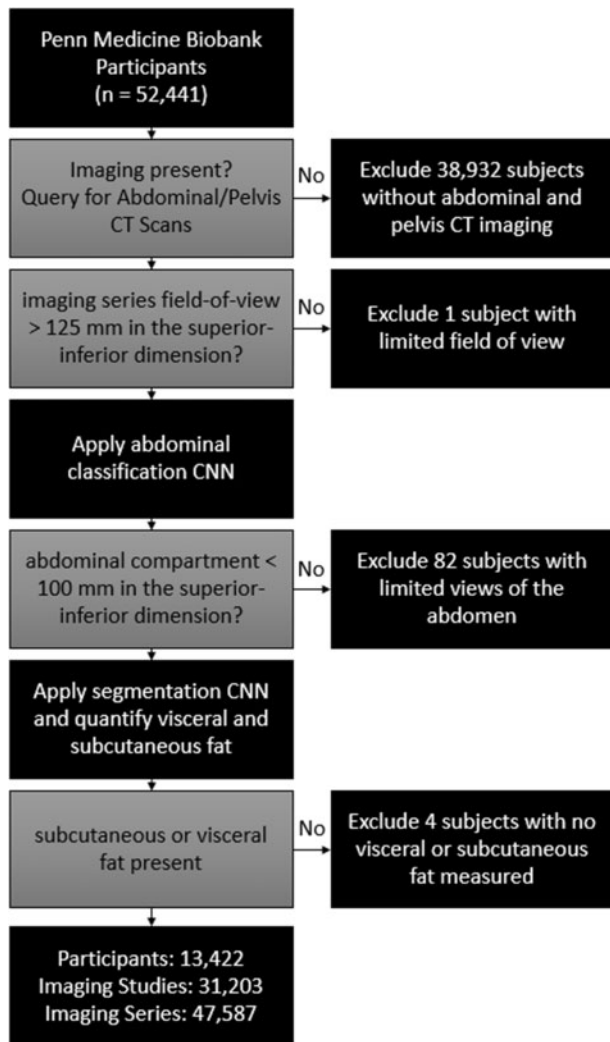 Penn Medicine Biobank
Participants
(n = 52,441)
Imaging present?
Query for Abdominal/Pelvis
CT Scans
No
Exclude 38,932 subjects
without abdominal and
pelvis CT imaging
imaging series field-of-view
> 125 mm in the superior-
inferior dimension?
No
Exclude 1 subject with
limited field of view
Apply abdominal
classification CNN
abdominal compartment <
100 mm in the superior-
inferior dimension?
No
Exclude 82 subjects with
limited views of the
abdomen
Apply segmentation CNN
and quantify visceral and
subcutaneous fat
subcutaneous or visceral
fat present
No
Exclude 4 subjects with no
visceral or subcutaneous
fat measured
Participants: 13,422
Imaging Studies: 31,203
Imaging Series: 47,587